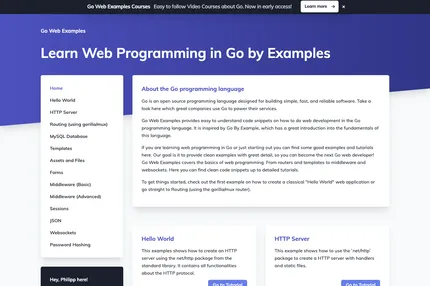 Go Web Examples Courses Easy to follow Video Courses about Go. Now in early access! Learn more → ×
Go Web Examples
Learn Web Programming in Go by Examples
Home
Hello World
HTTP Server
Routing (using gorilla/mux)
MySQL Database
Templates
Assets and Files
Forms
Middleware (Basic)
Middleware (Advanced)
Sessions
JSON
Websockets
Password Hashing
Hey, Philipp here!
About the Go programming language
Go is an open source programming language designed for building simple, fast, and reliable software. Take a
look here which great companies use Go to power their services.
Go Web Examples provides easy to understand code snippets on how to do web development in the Go
programming language. It is inspired by Go By Example, which has a great introduction into the fundamentals of
this language.
If you are learning web programming in Go or just starting out you can find some good examples and tutorials
here. Our goal is it to provide clean examples with great detail, so you can become the next Go web developer!
Go Web Examples covers the basics of web programming. From routers and templates to middleware and
websockets. Here you can find clean code snippets up to detailed tutorials.
To get things started, check out the first example on how to create a classical "Hello World" web application or
go straight to Routing (using the gorilla/mux router).
Hello World
This examples shows how to create an HTTP
server using the net/http package from the
standard library. It contains all functionalities
about the HTTP protocol.
Go to Tutorial
HTTP Server
This example shows how to use the `net/http`
package to create a HTTP server with handlers
and static files.
Go to Tutorial